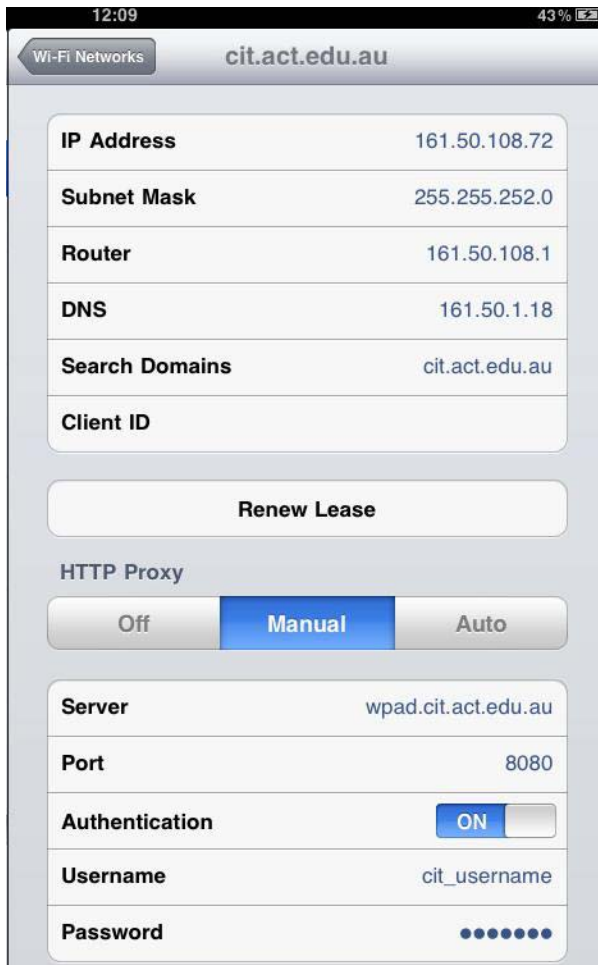 12:09 43%
Wi-Fi Networks cit.act.edu.au
IP Address 161.50.108.72
Subnet Mask 255.255.252.0
Router 161.50.108.1
DNS 161.50.1.18
Search Domains cit.act.edu.au
Client ID
Renew Lease
HTTP Proxy
Off Manual Auto
Server wpad.cit.act.edu.au
Port 8080
Authentication ON
Username cit_username
Password ●●●●●●●